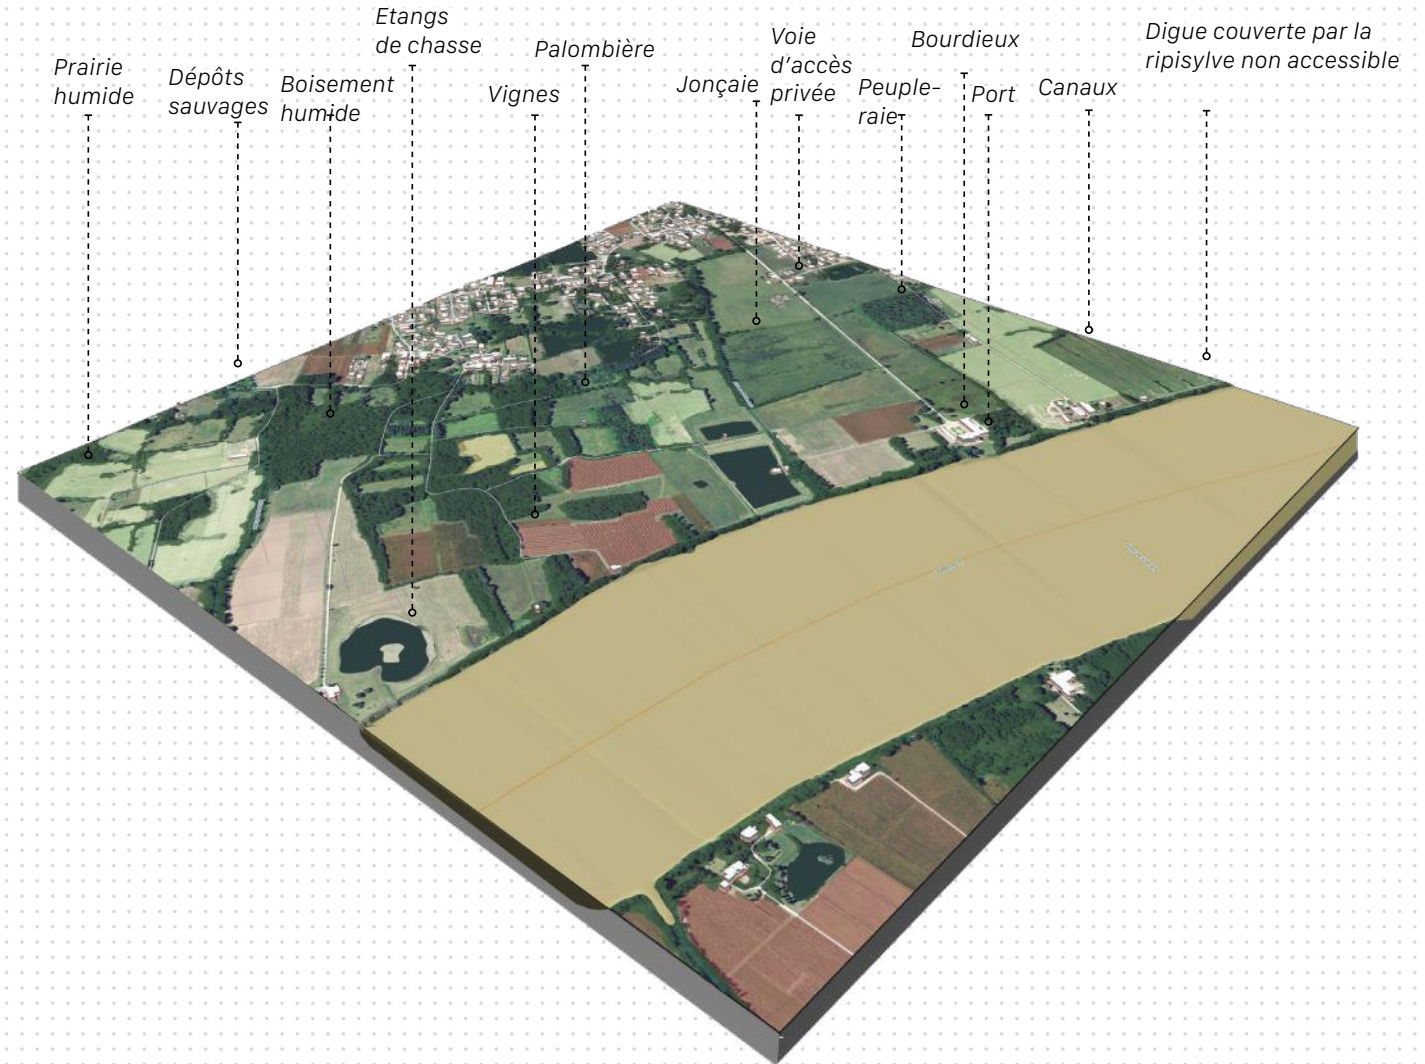 Prairie
humide
Dépôts
sauvages
Boisement
humide
Etangs
de chasse
Vignes
Palombière
Jonçaie
Voie
d'accès
privée
Peuple-
raie
Bourdieux
Port
Canaux
Digue couverte par la
ripisylve non accessible